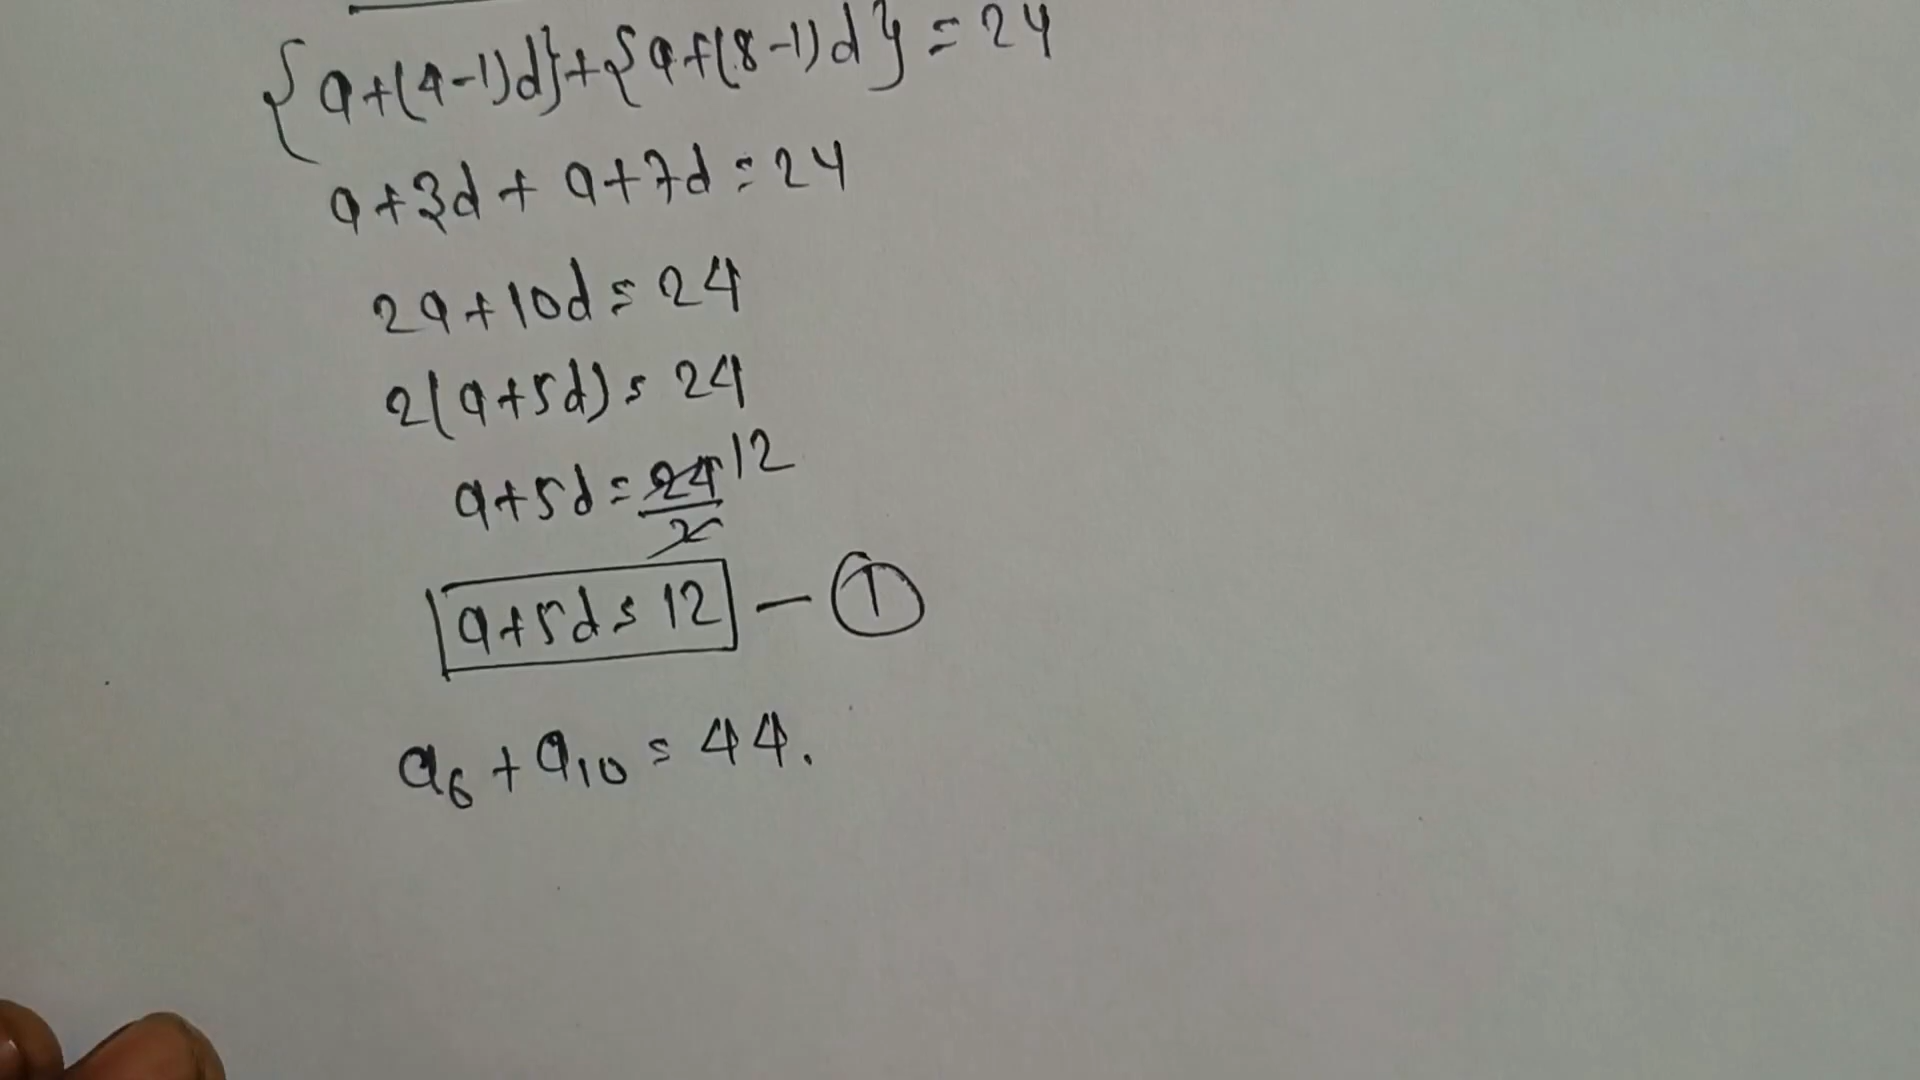 {a+(4-1)d}+{a+(8-1)d} = 24
a+3d + a+7d = 24
2a+10d = 24
2(a+5d) = 24
a+5d = 24/2 12
a+5d = 12 — 1
a6 + a10 = 44.